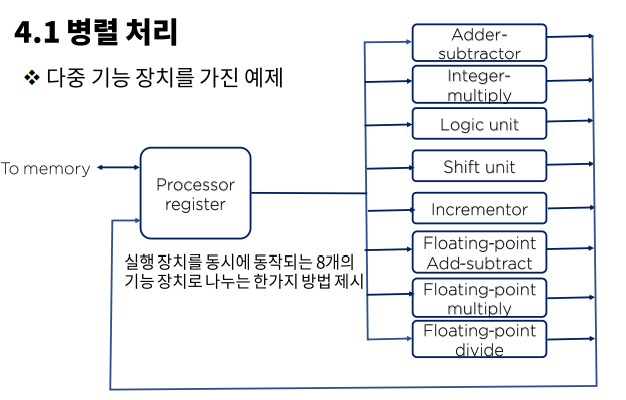 4.1 병렬 처리
❖ 다중 기능 장치를 가진 예제
To memory
Processor
register
실행 장치를 동시에 동작되는 8개의
기능 장치로 나누는 한가지 방법 제시
Adder-
subtractor
Integer-
multiply
Logic unit
Shift unit
Incrementor
Floating-point
Add-subtract
Floating-point
multiply
Floating-point
divide